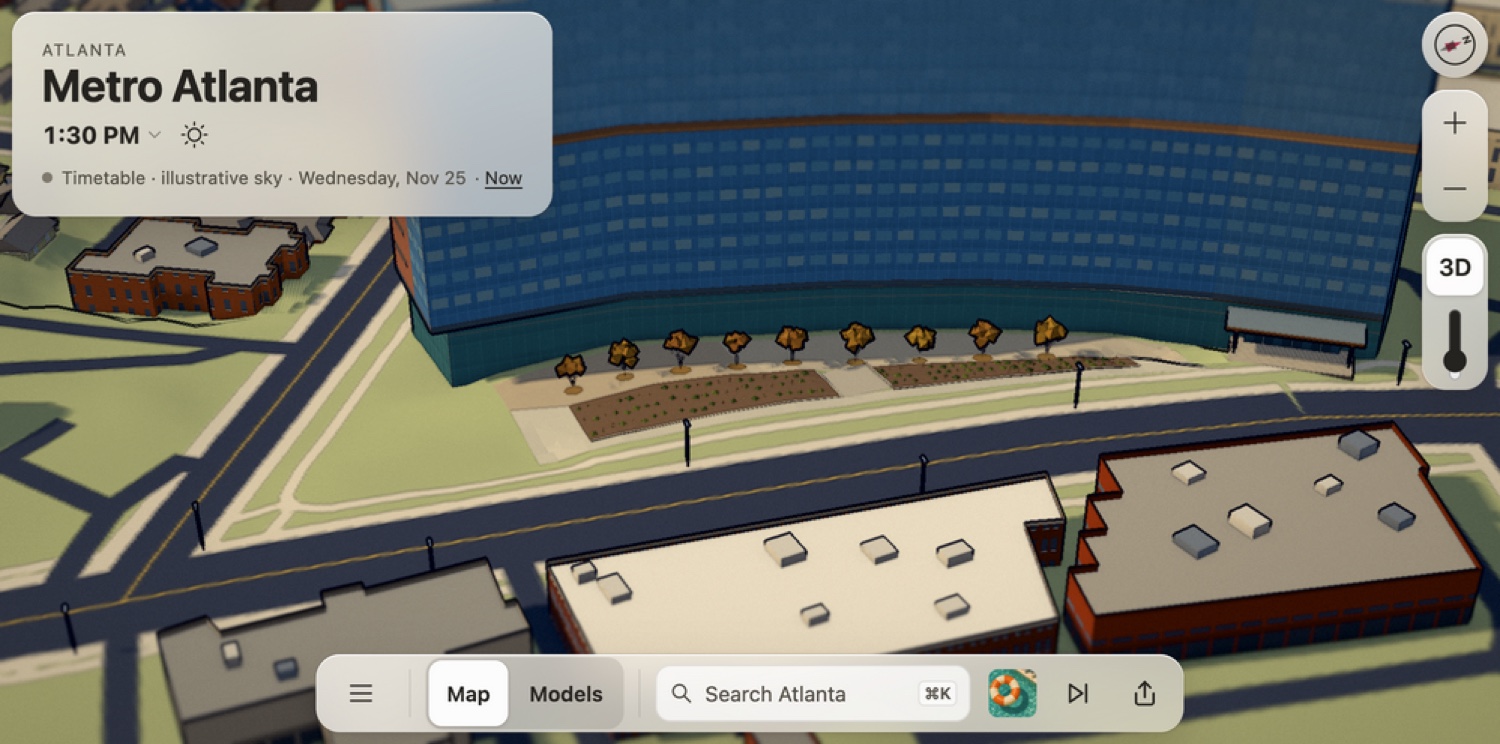 ATLANTA
Metro Atlanta
1:30 PM
Timetable · illustrative sky · Wednesday, Nov 25 · Now
N
3D
Map
Models
Search Atlanta
⌘K